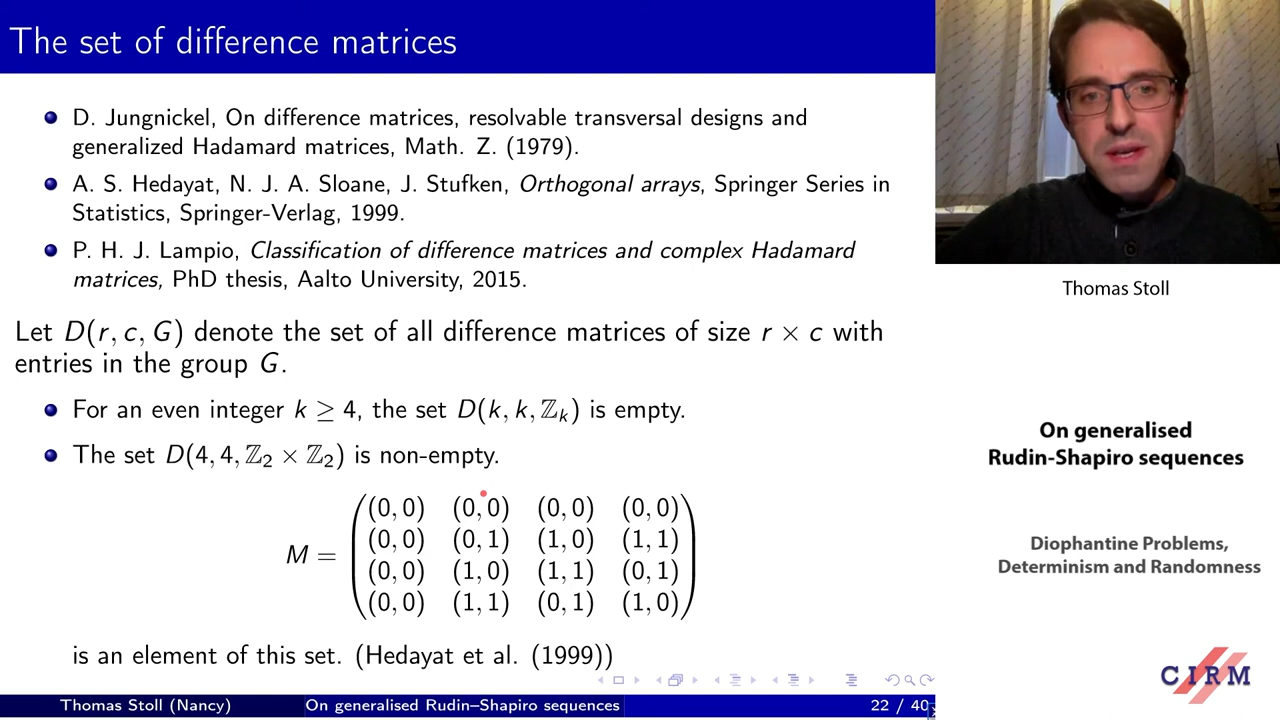 The set of difference matrices
D. Jungnickel, On difference matrices, resolvable transversal designs and
generalized Hadamard matrices, Math. Z. (1979).
A. S. Hedayat, N. J. A. Sloane, J. Stufken, Orthogonal arrays, Springer Series in
Statistics, Springer-Verlag, 1999.
P. H. J. Lampio, Classification of difference matrices and complex Hadamard
matrices, PhD thesis, Aalto University, 2015.
Let D(r, c, G) denote the set of all difference matrices of size r × c with
entries in the group G.
For an even integer k ≥ 4, the set D(k, k, ℤₖ) is empty.
The set D(4, 4, ℤ₂ × ℤ₂) is non-empty.
(0, 0) (0, 0) (0, 0) (0, 0)
(0, 0) (0, 1) (1, 0) (1, 1)
M =
(0, 0) (1, 0) (1, 1) (0, 1)
(0, 0) (1, 1) (0, 1) (1, 0)
is an element of this set. (Hedayat et al. (1999))
Thomas Stoll (Nancy) On generalised Rudin–Shapiro sequences 22 / 40
Thomas Stoll
On generalised
Rudin-Shapiro sequences
Diophantine Problems,
Determinism and Randomness
CIRM